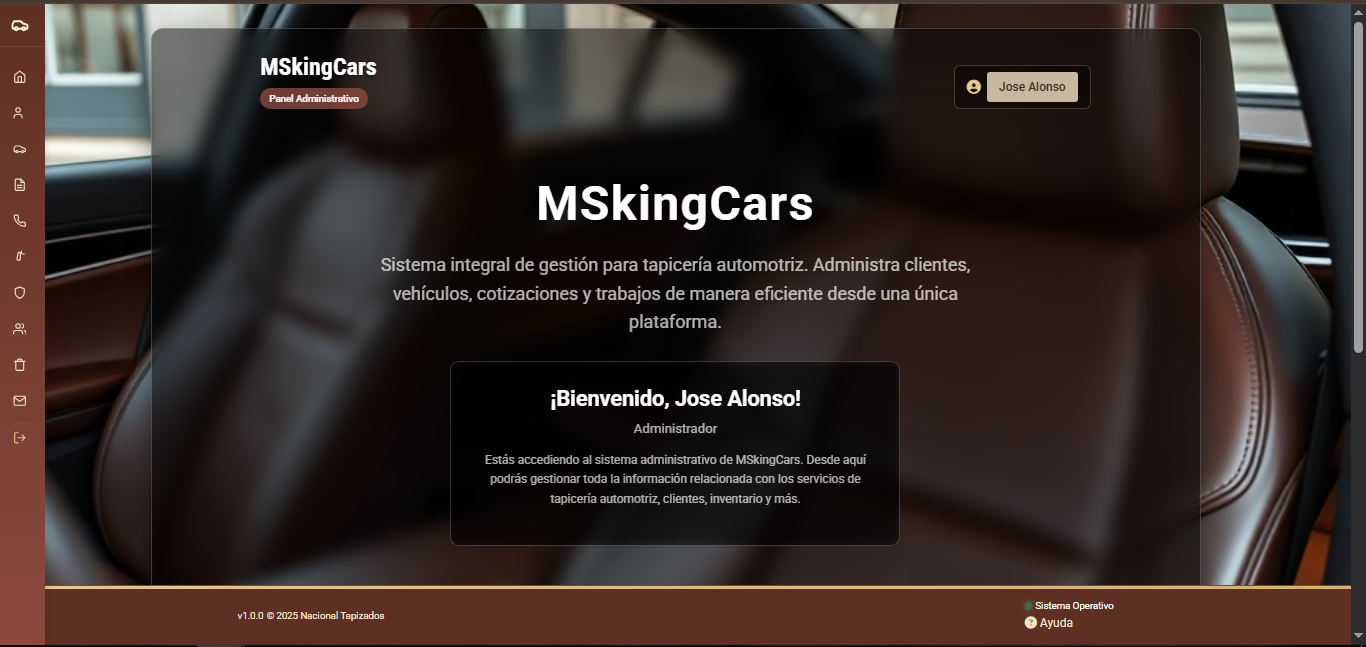 MSkingCars
Panel Administrativo
Jose Alonso
MSkingCars
Sistema integral de gestión para tapicería automotriz. Administra clientes,
vehículos, cotizaciones y trabajos de manera eficiente desde una única
plataforma.
¡Bienvenido, Jose Alonso!
Administrador
Estás accediendo al sistema administrativo de MSkingCars. Desde aquí
podrás gestionar toda la información relacionada con los servicios de
tapicería automotriz, clientes, inventario y más.
v1.0.0 © 2025 Nacional Tapizados
Sistema Operativo
? Ayuda